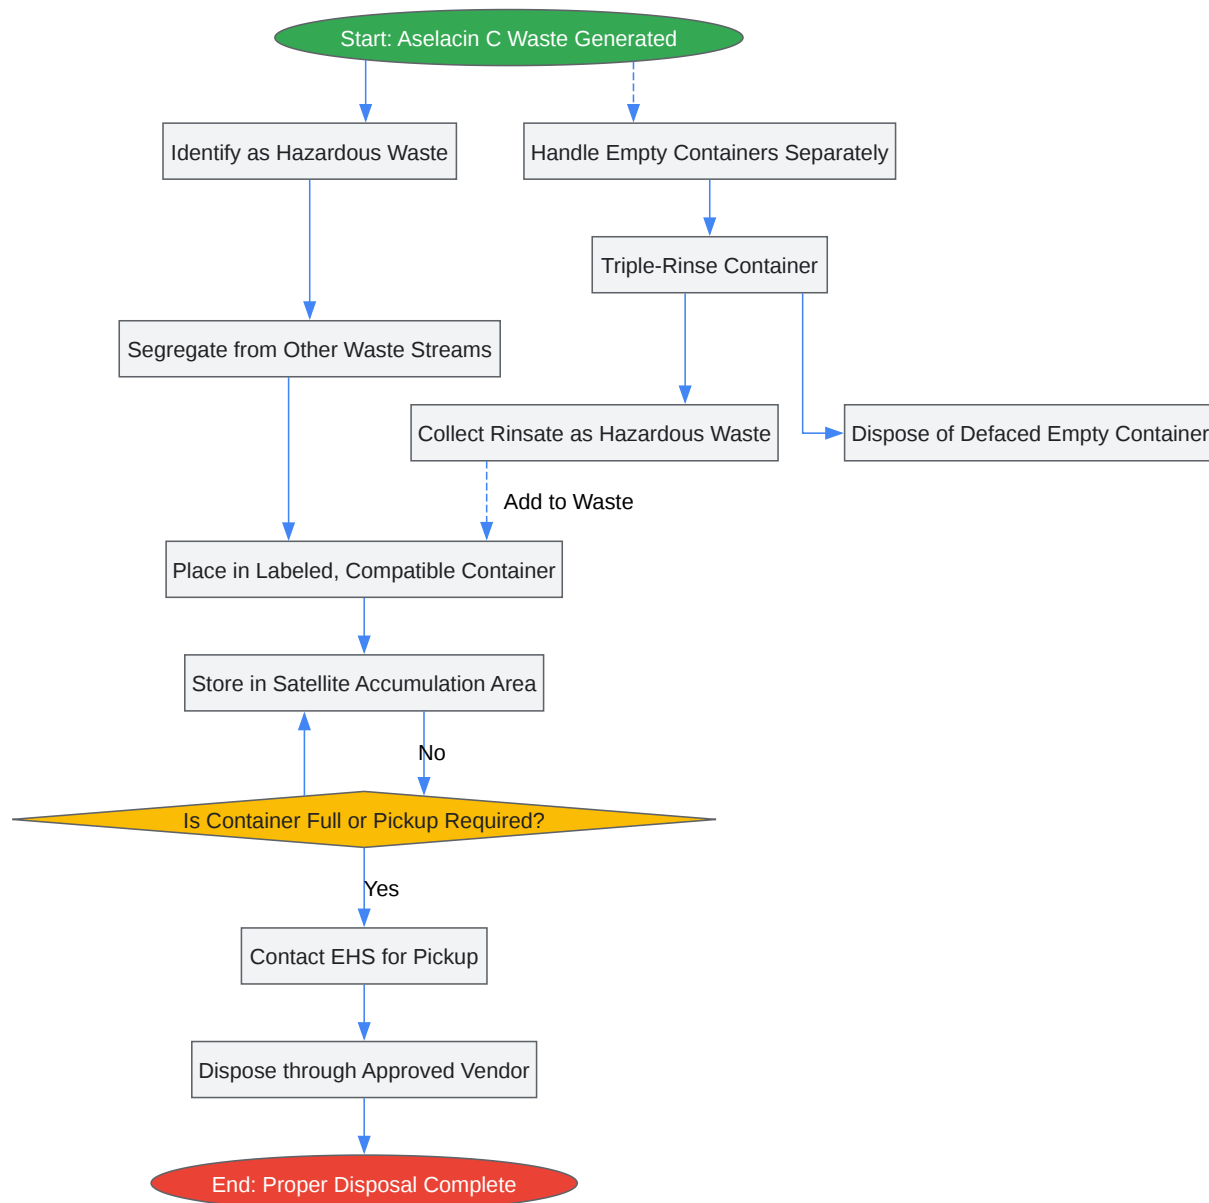 Start: Aselacin C Waste Generated
Identify as Hazardous Waste
Handle Empty Containers Separately
Triple-Rinse Container
Segregate from Other Waste Streams
Collect Rinsate as Hazardous Waste
Dispose of Defaced Empty Container
Add to Waste
Place in Labeled, Compatible Container
Store in Satellite Accumulation Area
No
Is Container Full or Pickup Required?
Yes
Contact EHS for Pickup
Dispose through Approved Vendor
End: Proper Disposal Complete